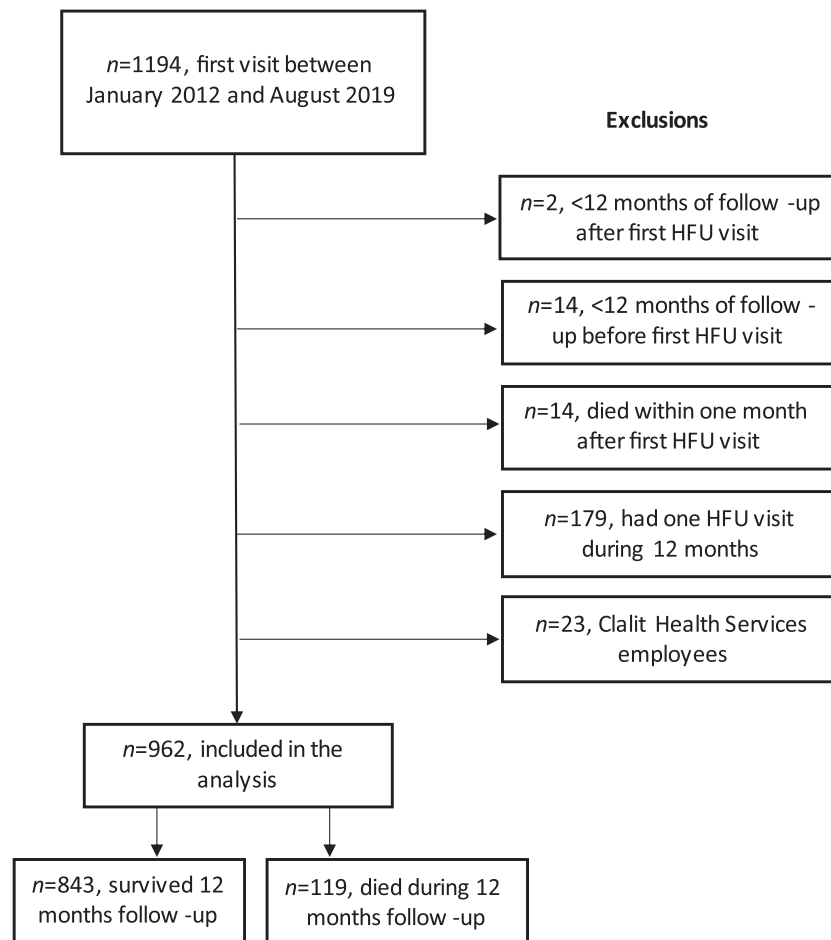 n=1194, first visit between
January 2012 and August 2019
Exclusions
n=2, <12 months of follow -up
after first HFU visit
n=14, <12 months of follow -
up before first HFU visit
n=14, died within one month
after first HFU visit
n=179, had one HFU visit
during 12 months
n=23, Clalit Health Services
employees
n=962, included in the
analysis
n=843, survived 12
months follow -up
n=119, died during 12
months follow -up